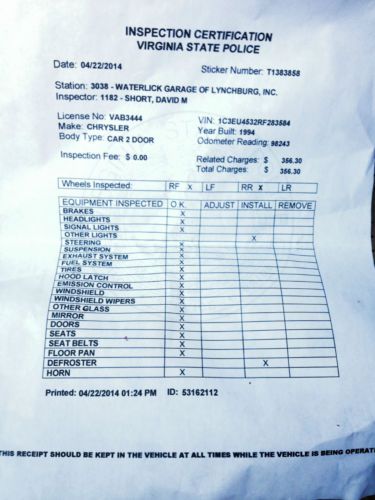 INSPECTION CERTIFICATION
VIRGINIA STATE POLICE
Date: 04/22/2014 Sticker Number: T1383858
Station: 3038 - WATERLICK GARAGE OF LYNCHBURG, INC.
Inspector: 1182 - SHORT, DAVID M
License No: VAB3444 VIN: 1C3EU4532RF283584
Make: CHRYSLER Year Built: 1994
Body Type: CAR 2 DOOR Odometer Reading: 98243
Inspection Fee: $ 0.00 Related Charges: $ 356.30
Total Charges: $ 356.30
Wheels Inspected: RF X LF RR X LR
EQUIPMENT INSPECTED O.K. ADJUST INSTALL REMOVE
BRAKES X
HEADLIGHTS X
SIGNAL LIGHTS X
OTHER LIGHTS X
STEERING X
SUSPENSION X
EXHAUST SYSTEM X
FUEL SYSTEM X
TIRES X
HOOD LATCH X
EMISSION CONTROL X
WINDSHIELD X
WINDSHIELD WIPERS X
OTHER GLASS X
MIRROR X
DOORS X
SEATS X
SEAT BELTS X
FLOOR PAN X
DEFROSTER X
HORN X
Printed: 04/22/2014 01:24 PM ID: 53162112
THIS RECEIPT SHOULD BE KEPT IN THE VEHICLE AT ALL TIMES WHILE THE VEHICLE IS BEING OPERAT